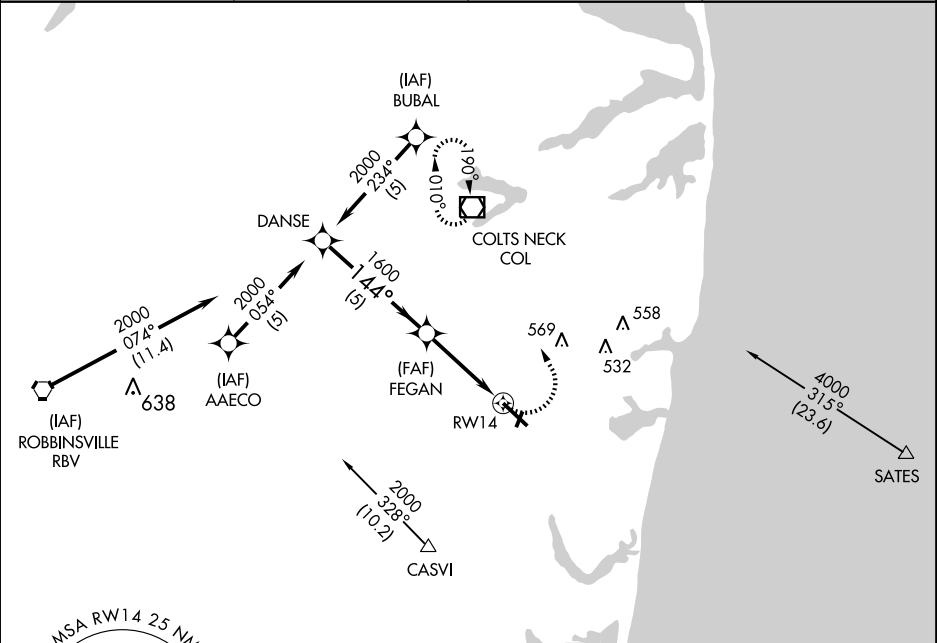 (IAF)
BUBAL
2000
234°
(5)
010°
190°
DANSE
COLTS NECK
COL
1600
144°
(5)
2000
054°
(5)
2000
074°
(11.4)
569
558
532
638
(IAF)
AAECO
(FAF)
FEGAN
RW14
(IAF)
ROBBINSVILLE
RBV
4000
315°
(23.6)
SATES
2000
328°
(10.2)
CASVI
MSA RW14 25 NM